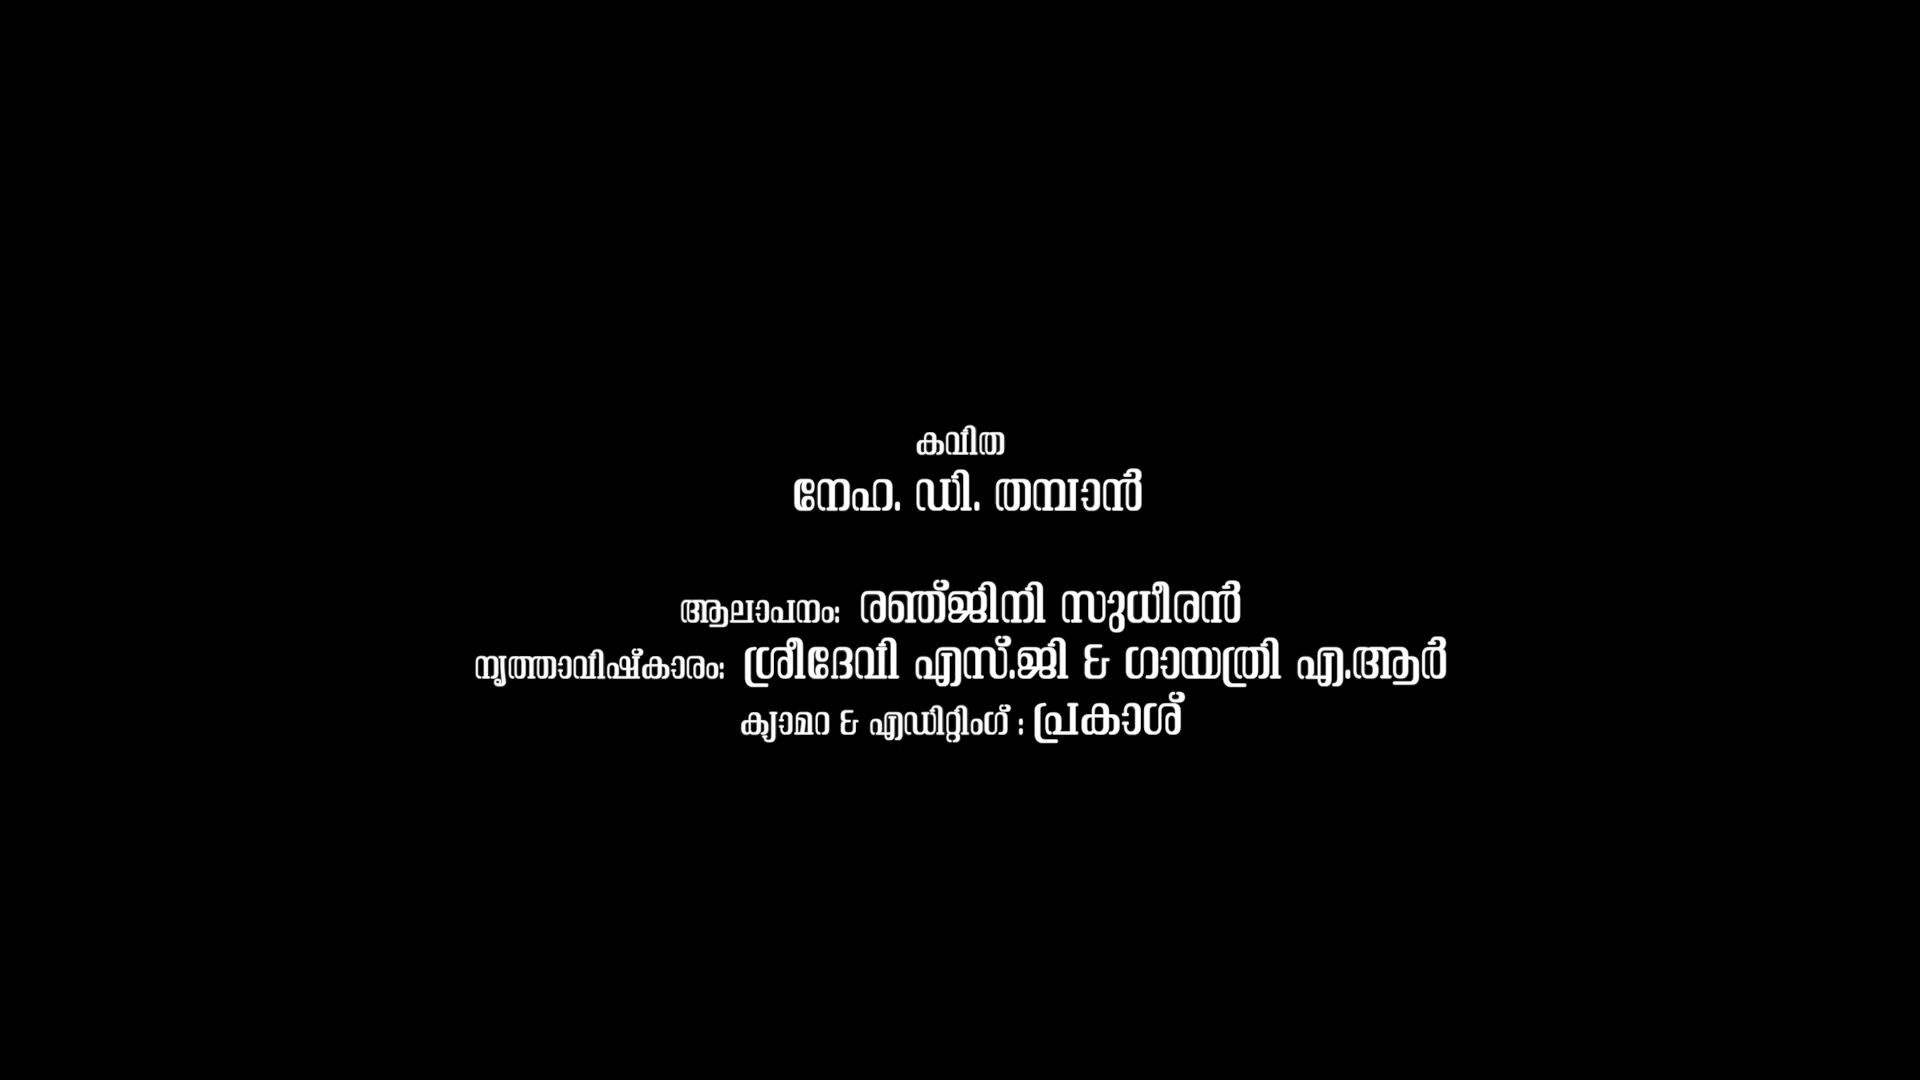 കവിത
നേഹ. ഡി. തമ്പാൻ
ആലാപനം: രഞ്ജിനി സുധീരൻ
നൃത്താവിഷ്കാരം: ശ്രീദേവി എസ്.ജി & ഗായത്രി എ.ആർ
ക്യാമറ & എഡിറ്റിംഗ് : പ്രകാശ്